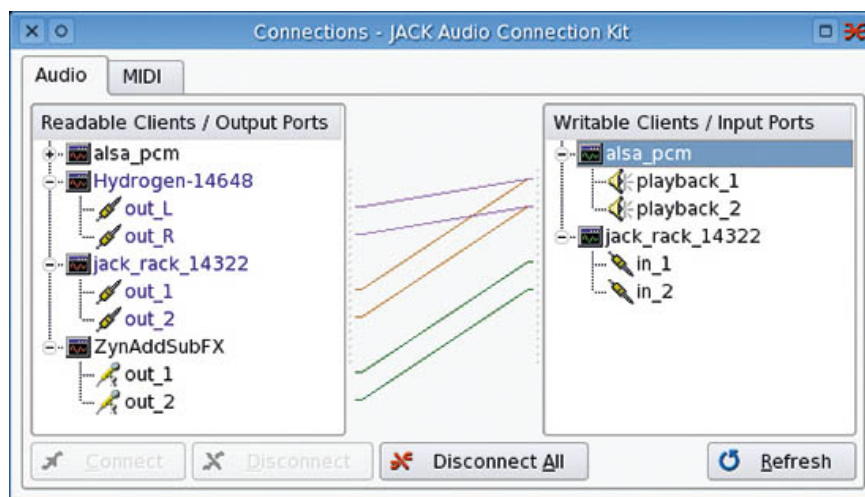 Connections - JACK Audio Connection Kit
Audio
MIDI
Readable Clients / Output Ports
alsa_pcm
Hydrogen-14648
out_L
out_R
jack_rack_14322
out_1
out_2
ZynAddSubFX
out_1
out_2
Writable Clients / Input Ports
alsa_pcm
playback_1
playback_2
jack_rack_14322
in_1
in_2
Connect
Disconnect
Disconnect All
Refresh